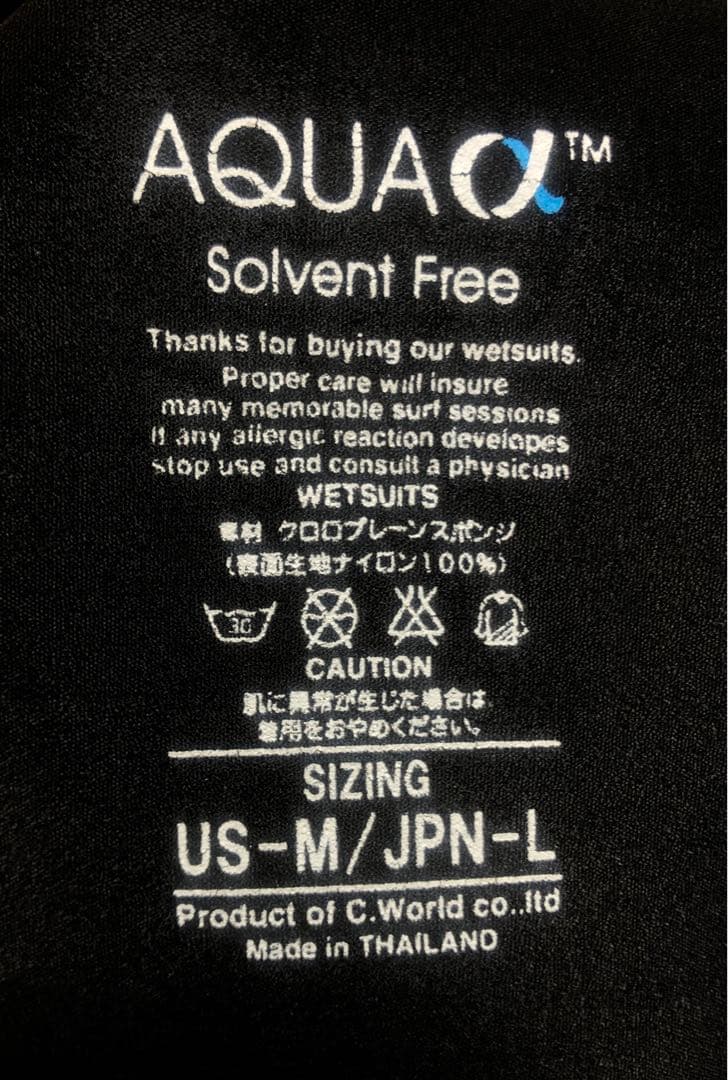 AQUA α™
Solvent Free
Thanks for buying our wetsuits.
Proper care will insure
many memorable surf sessions
If any allergic reaction developes
stop use and consult a physician
WETSUITS
素材 クロロプレーンスポンジ
(表面生地ナイロン100%)
30
CAUTION
肌に異常が生じた場合は、
着用をおやめください。
SIZING
US-M/JPN-L
Product of C.World co.,ltd
Made in THAILAND